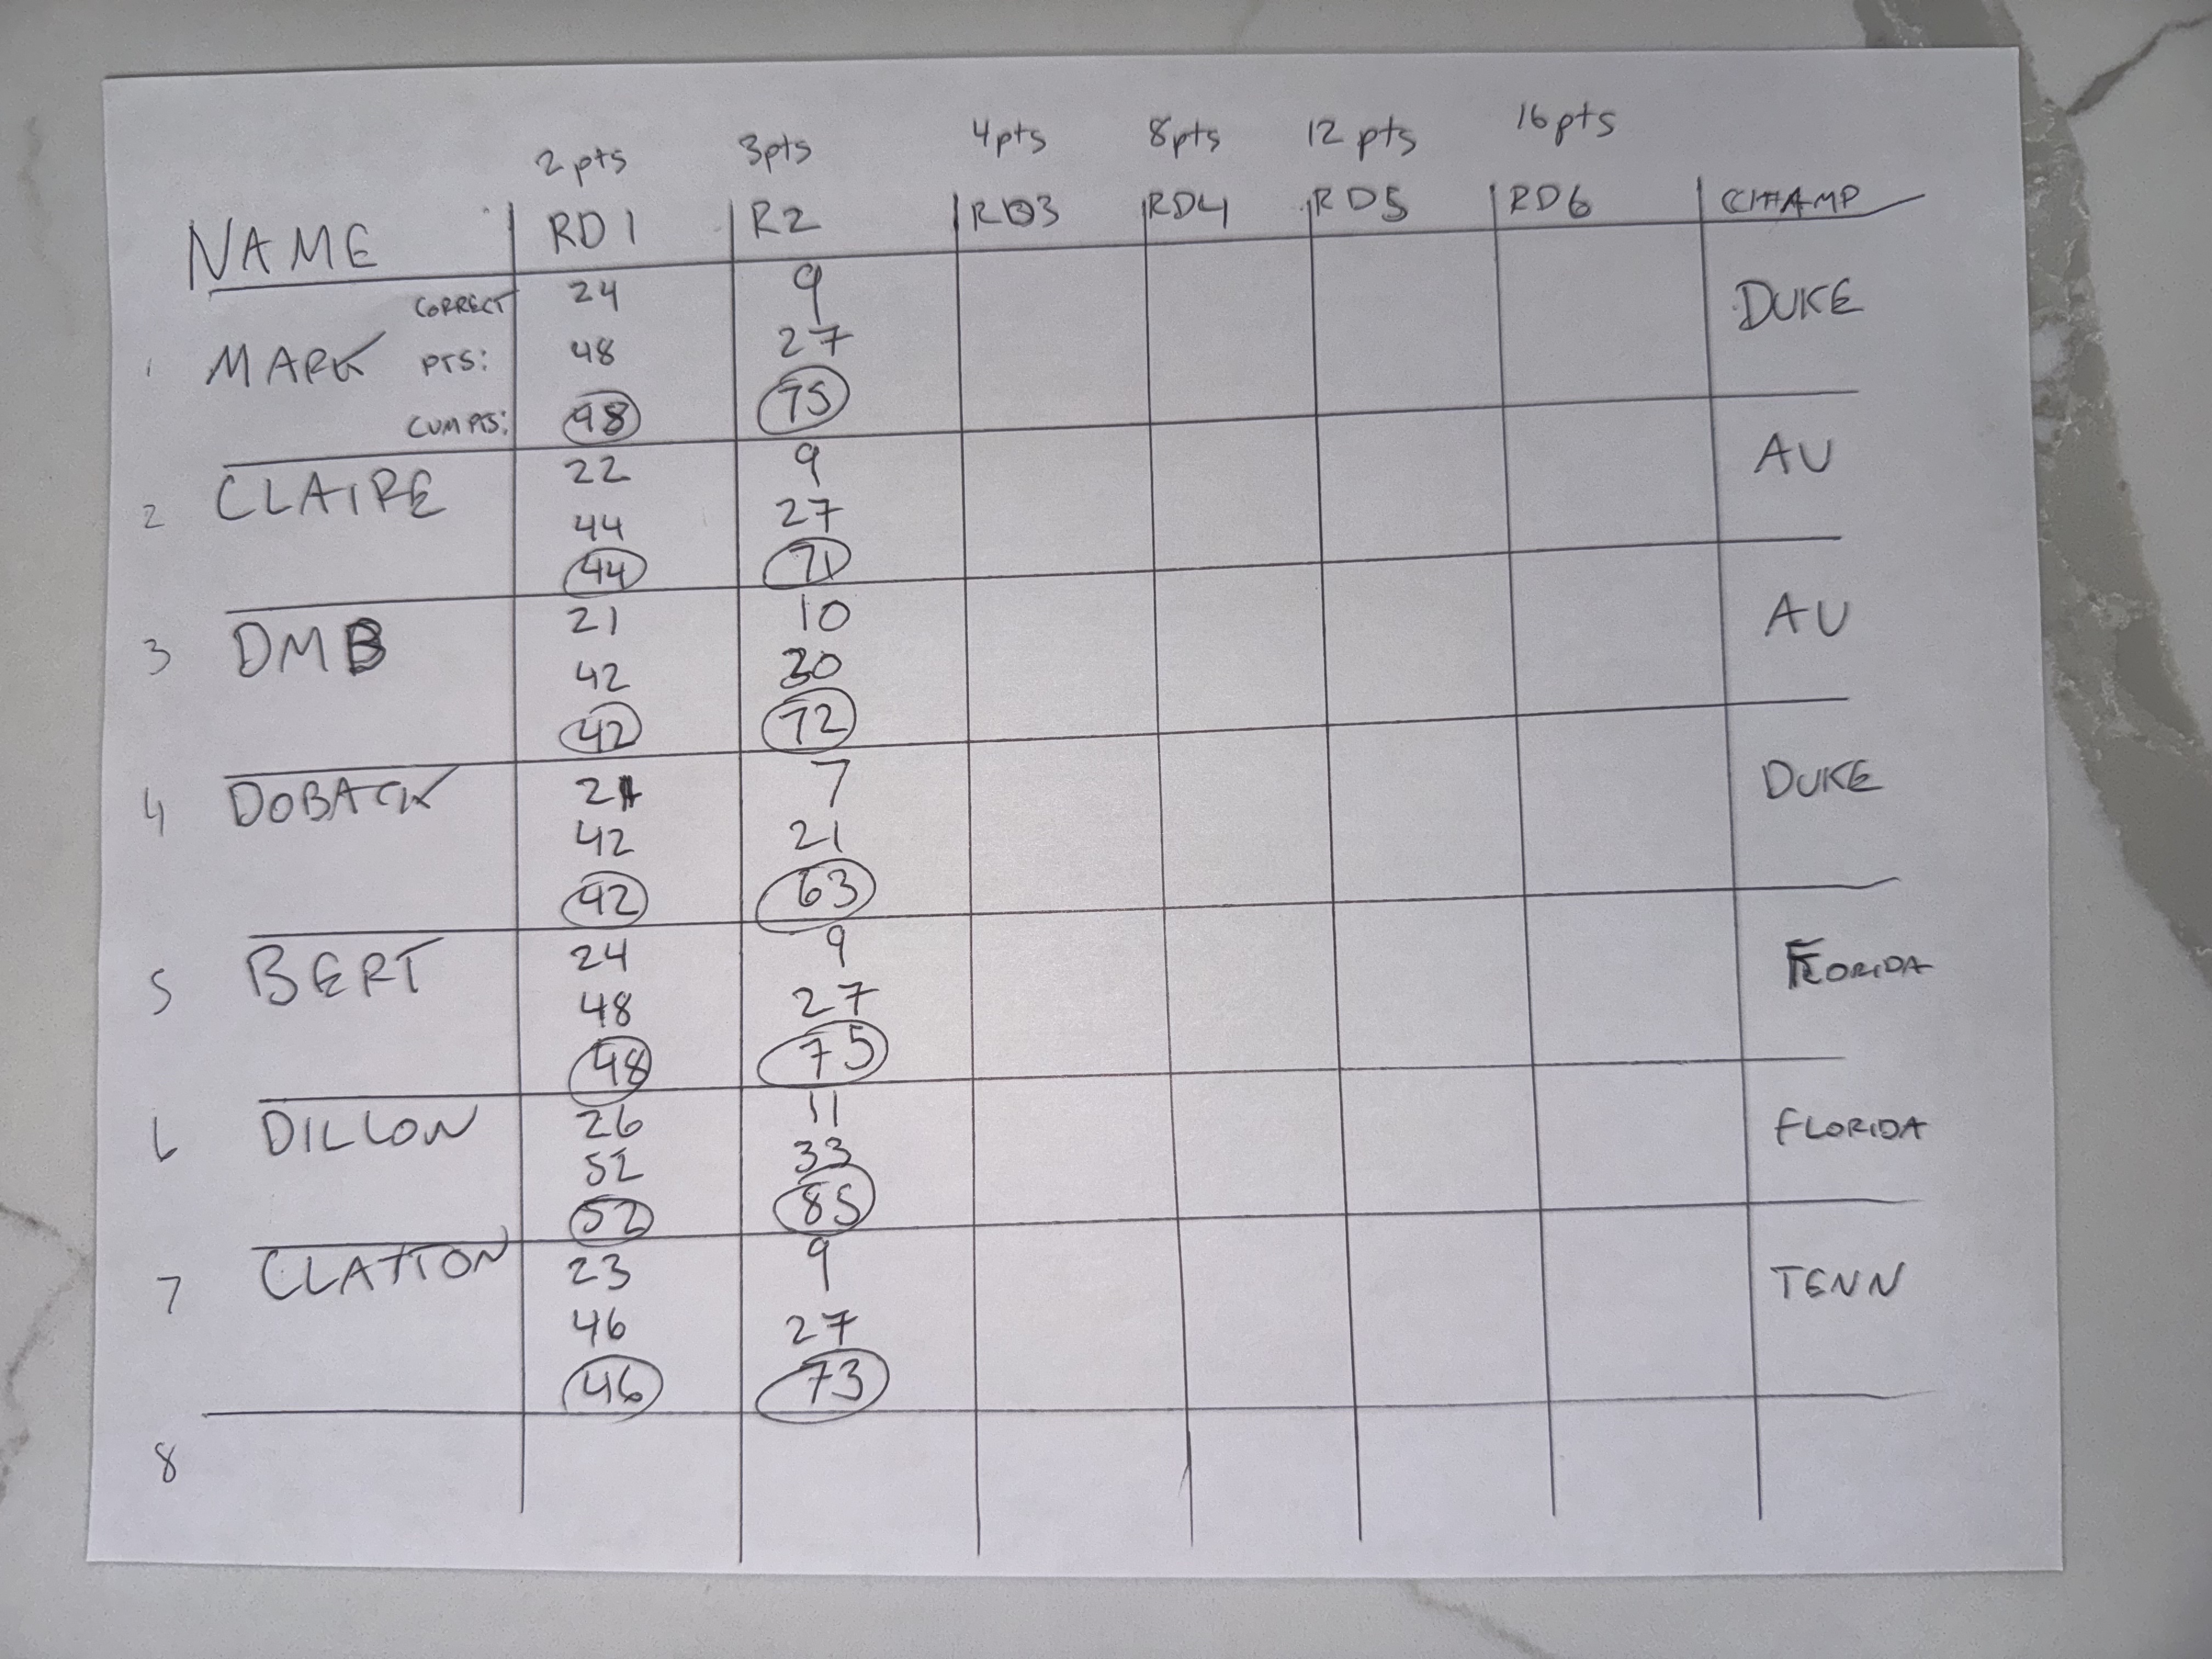 2 pts 3pts 4pts 8pts 12 pts 16 pts
NAME RD1 R2 RD3 RD4 RD5 RD6 CHAMP
CORRECT 24 9
1 MARK PTS: 48 27 DUKE
CUM PTS: 48 75
22 9
2 CLAIRE 44 27 AU
44 71
21 10
3 DMB 42 30 AU
42 72
21 7
4 DOBACK 42 21 DUKE
42 63
24 9
5 BERT 48 27 FLORIDA
48 75
26 11
6 DILLON 52 33 FLORIDA
52 85
23 9
7 CLAYTON 46 27 TENN
46 73
8